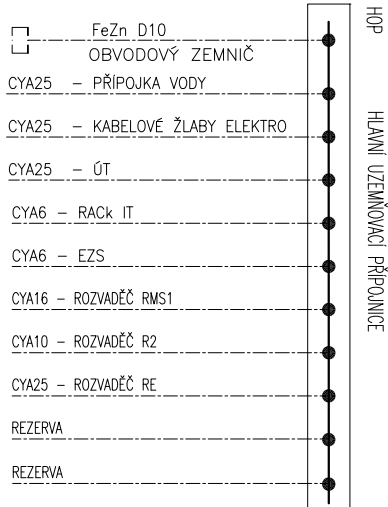 FeZn D10
OBVODOVÝ ZEMNIČ
CYA25 – PŘÍPOJKA VODY
CYA25 – KABELOVÉ ŽLABY ELEKTRO
CYA25 – ÚT
CYA6 – RACk IT
CYA6 – EZS
CYA16 – ROZVADĚČ RMS1
CYA10 – ROZVADĚČ R2
CYA25 – ROZVADĚČ RE
REZERVA
REZERVA
HOP
HLAVNÍ UZEMŇOVACÍ PŘÍPOJNICE